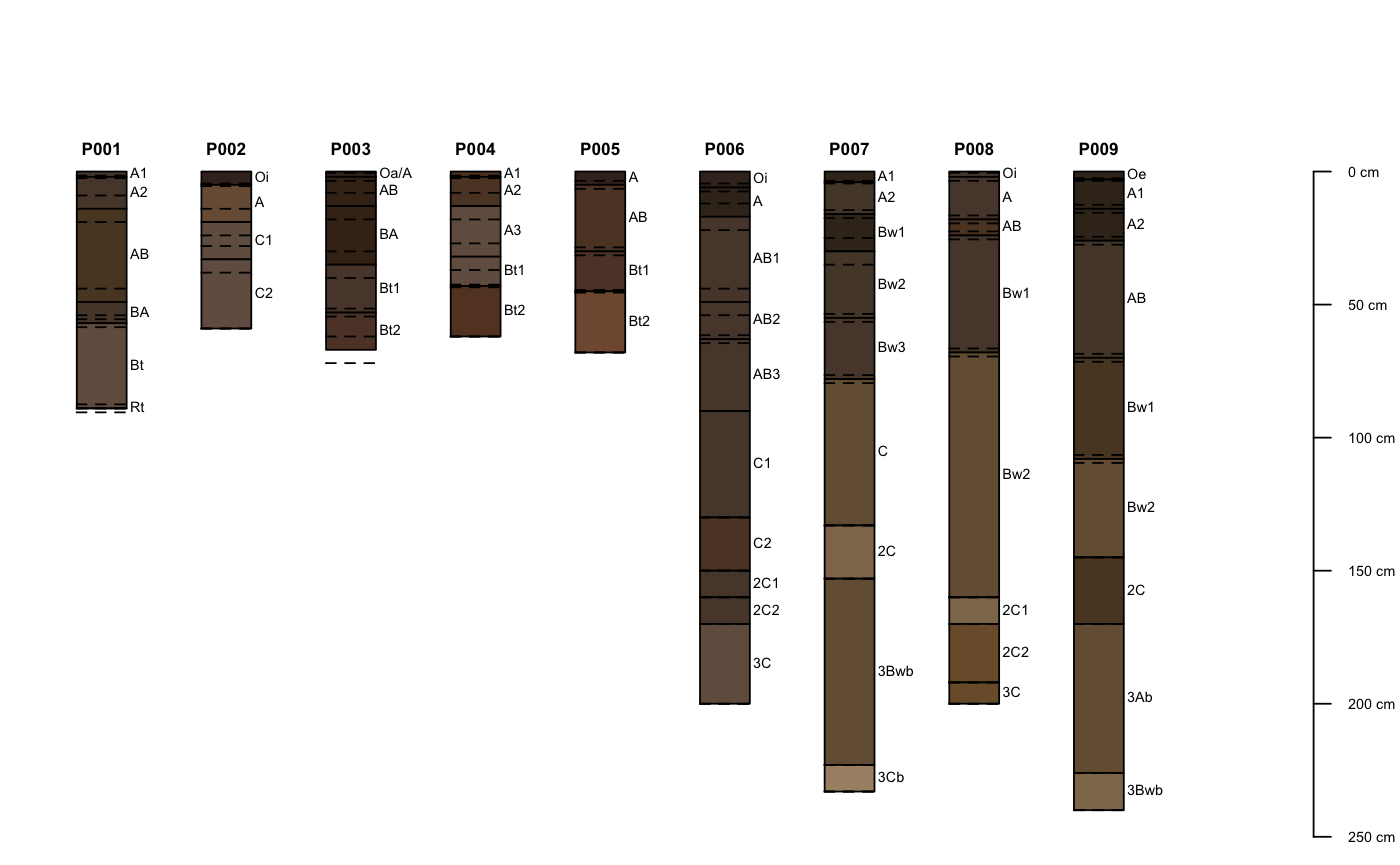 P001 P002 P003 P004 P005 P006 P007 P008 P009
A1
A2
AB
BA
Bt
Rt
Oi
A
C1
C2
Oa/A
AB
BA
Bt1
Bt2
A1
A2
A3
Bt1
Bt2
A
AB
Bt1
Bt2
Oi
A
AB1
AB2
AB3
C1
C2
2C1
2C2
3C
A1
A2
Bw1
Bw2
Bw3
C
2C
3Bwb
3Cb
Oi
A
AB
Bw1
Bw2
2C1
2C2
3C
Oe
A1
A2
AB
Bw1
Bw2
2C
3Ab
3Bwb
0 cm
50 cm
100 cm
150 cm
200 cm
250 cm